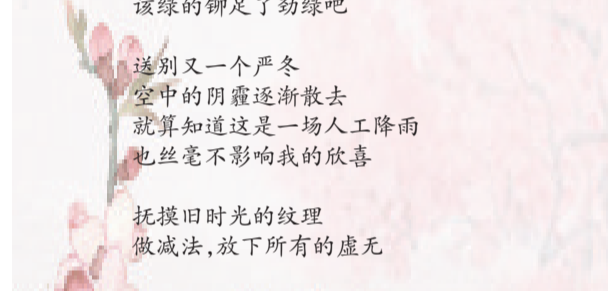 该绿的铆足了劲绿吧
送别又一个严冬
空中的阴霾逐渐散去
就算知道这是一场人工降雨
也丝毫不影响我的欣喜
抚摸旧时光的纹理
做减法,放下所有的虚无